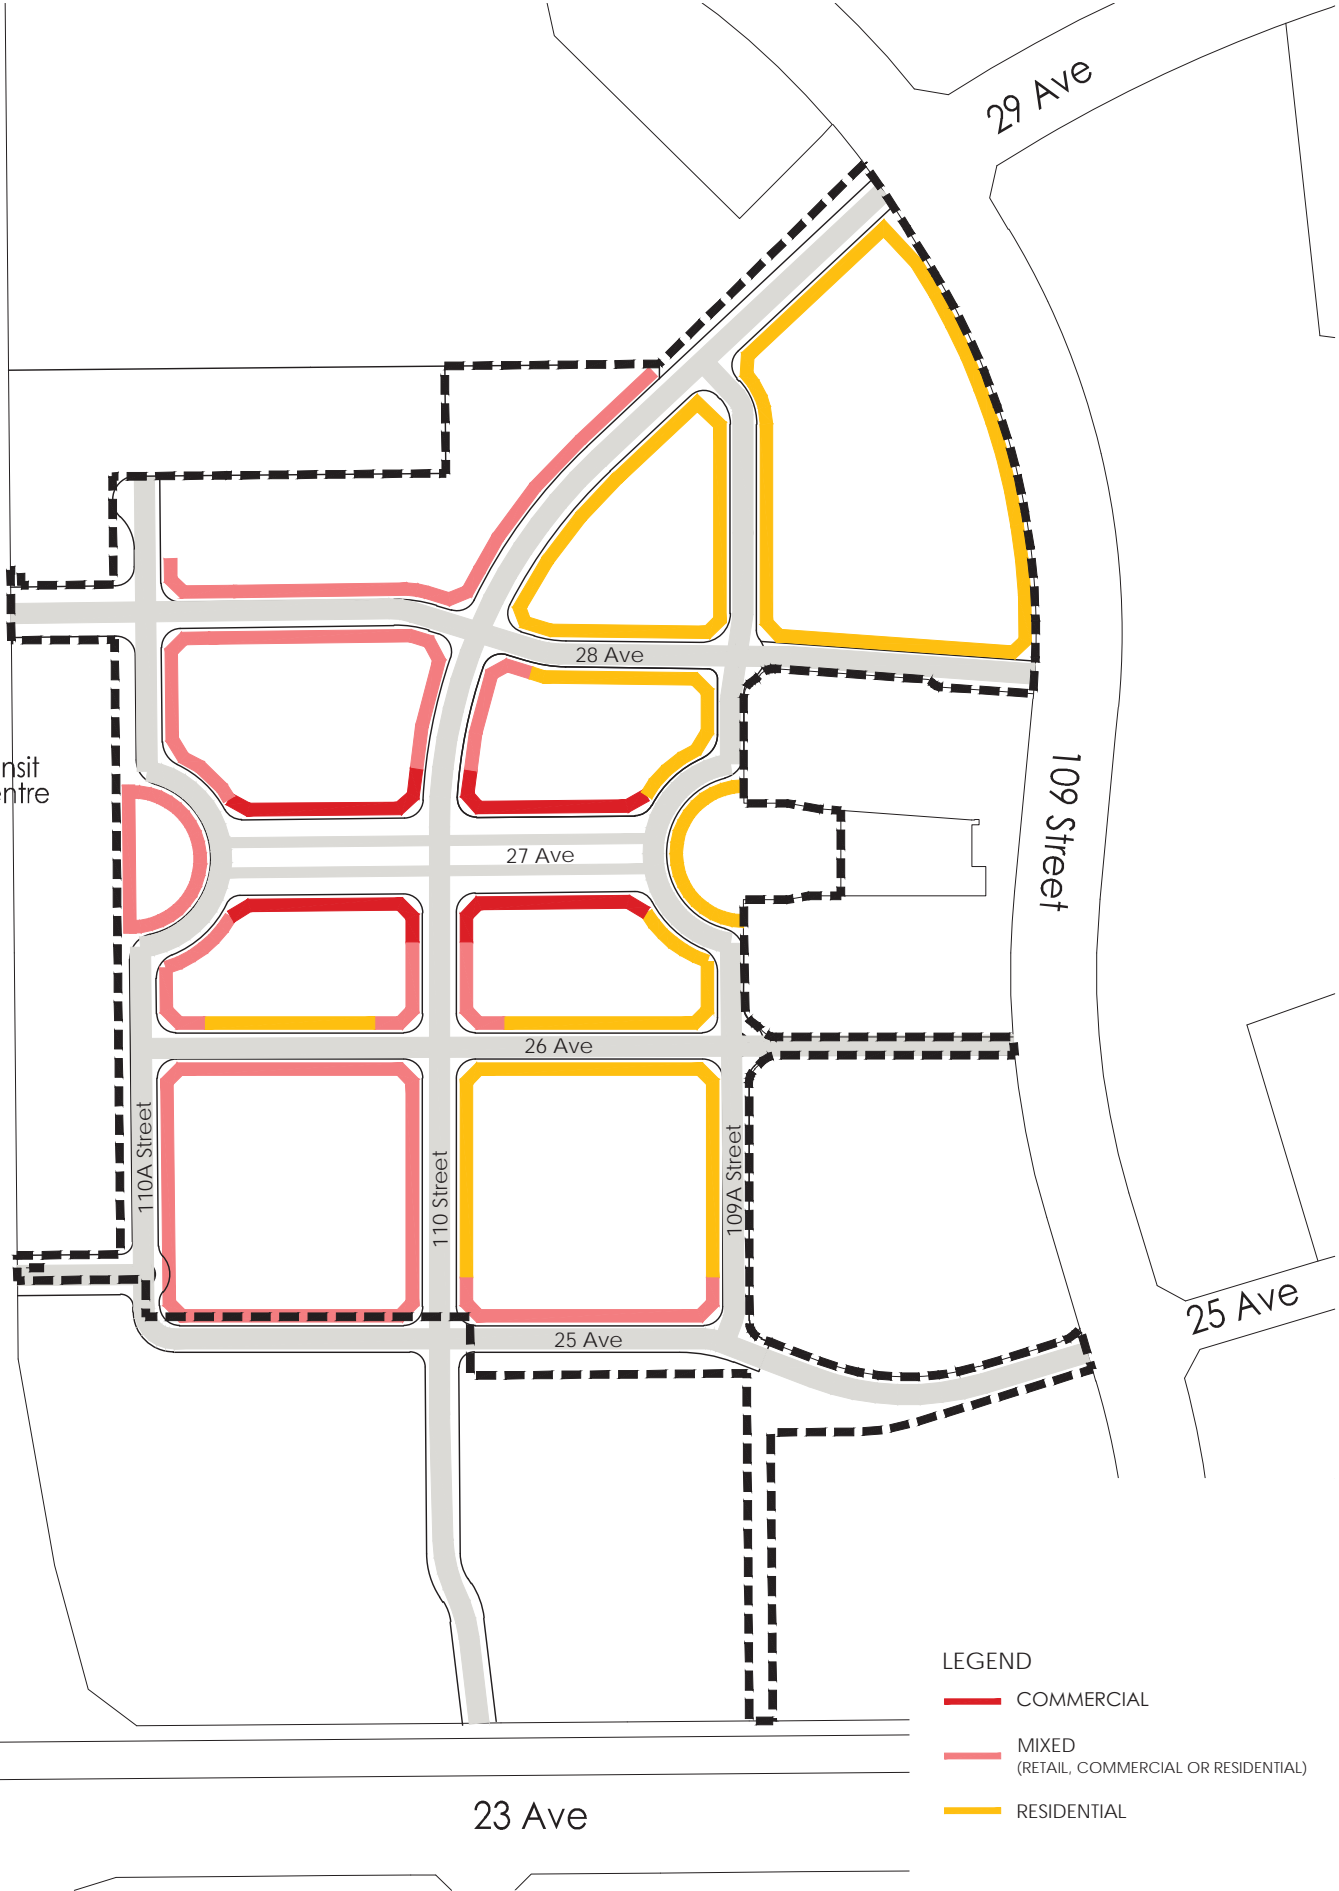 29 Ave
28 Ave
nsit
entre
109 Street
27 Ave
26 Ave
110A Street
110 Street
109A Street
25 Ave
25 Ave
LEGEND
COMMERCIAL
MIXED
(RETAIL, COMMERCIAL OR RESIDENTIAL)
RESIDENTIAL
23 Ave